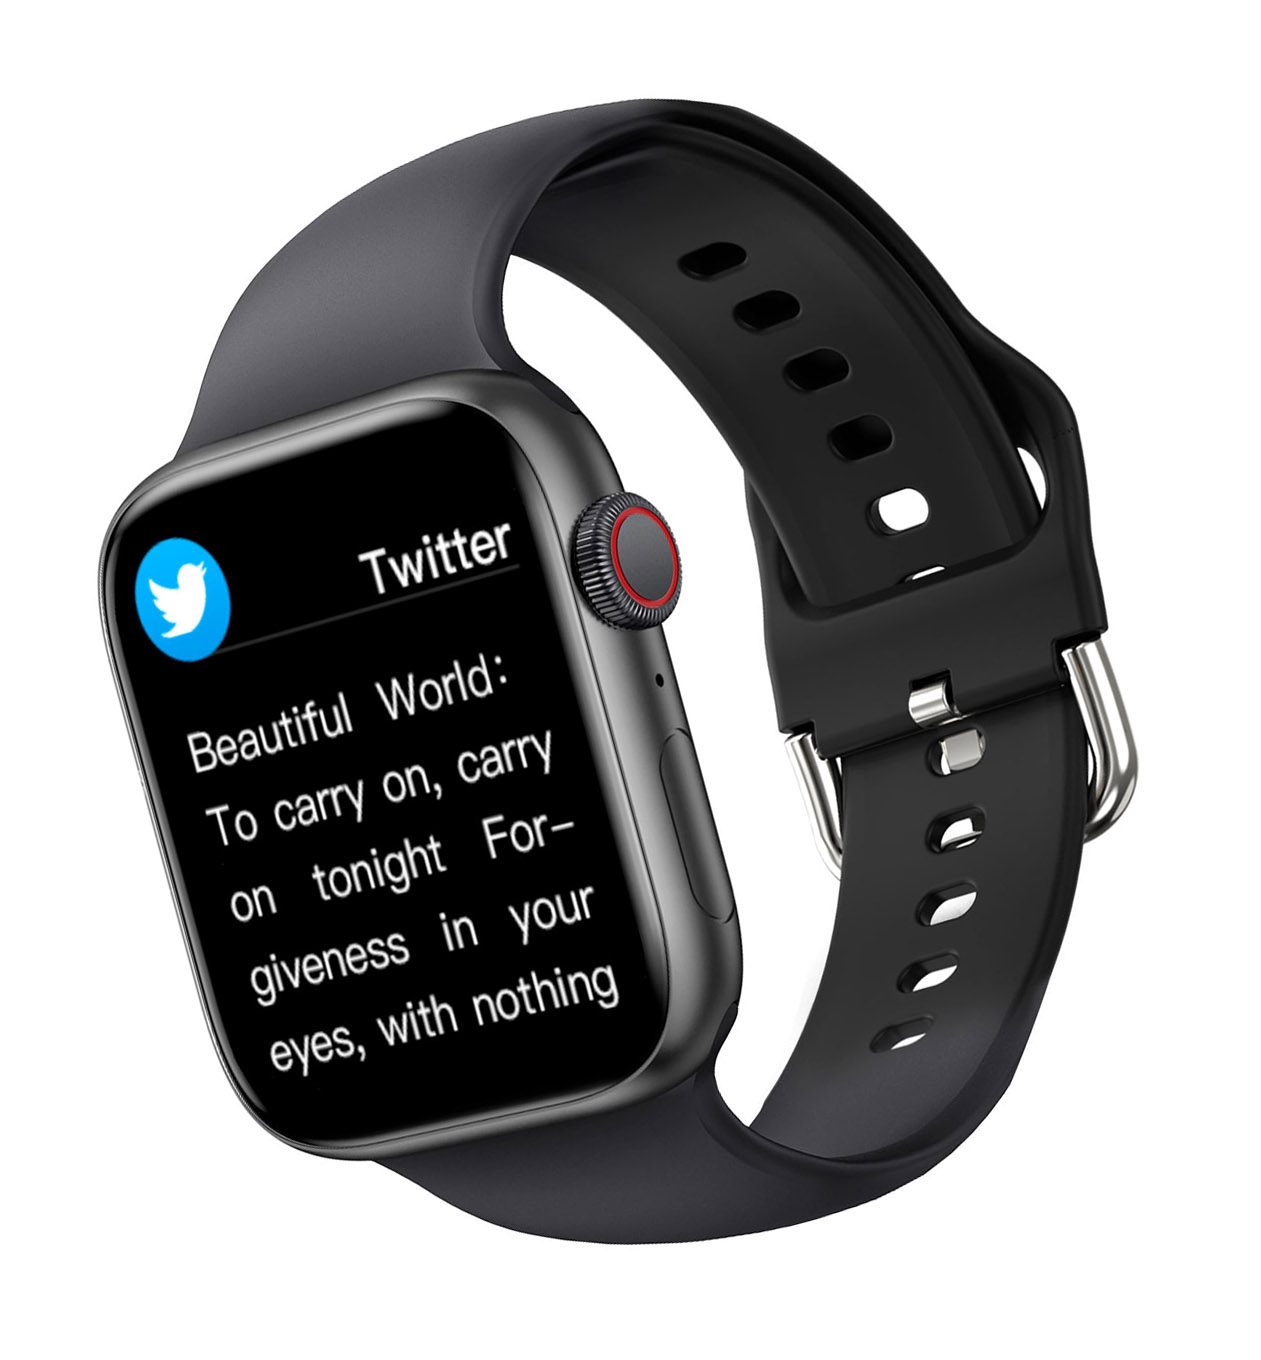 Twitter
Beautiful World:
To carry on, carry
on tonight For-
giveness in your
eyes, with nothing